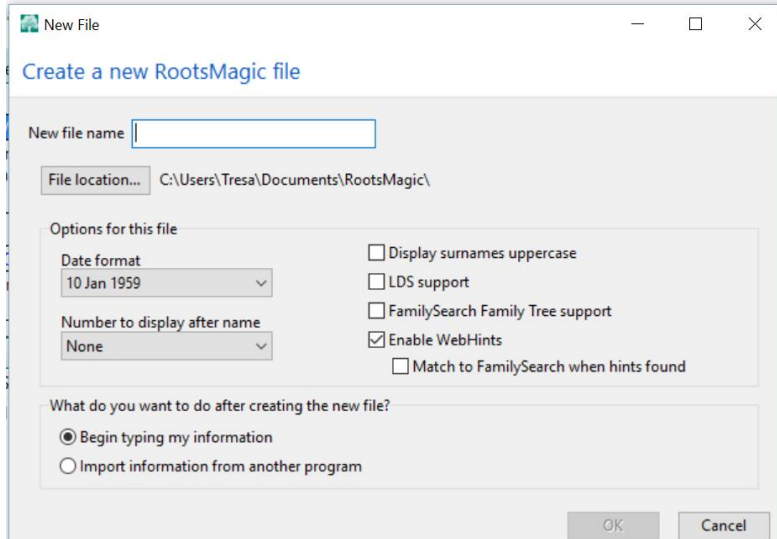 New File
Create a new RootsMagic file
New file name
File location... C:\Users\Tresa\Documents\RootsMagic\
Options for this file
Date format
10 Jan 1959
Number to display after name
None
Display surnames uppercase
LDS support
FamilySearch Family Tree support
Enable WebHints
Match to FamilySearch when hints found
What do you want to do after creating the new file?
Begin typing my information
Import information from another program
OK Cancel